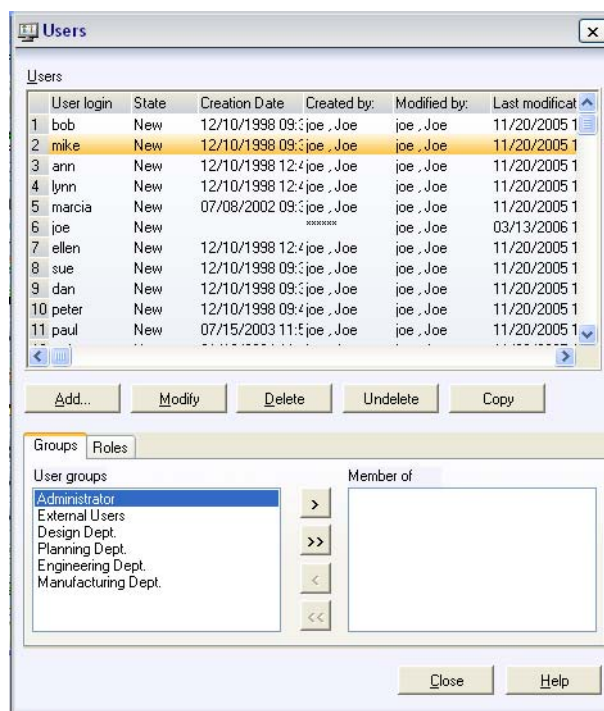 Users
Users
User login State Creation Date Created by: Modified by: Last modificat
1 bob New 12/10/1998 09:3 joe , Joe joe , Joe 11/20/2005 1
2 mike New 12/10/1998 09:3 joe , Joe joe , Joe 11/20/2005 1
3 ann New 12/10/1998 12:4 joe , Joe joe , Joe 11/20/2005 1
4 lynn New 12/10/1998 12:4 joe , Joe joe , Joe 11/20/2005 1
5 marcia New 07/08/2002 09:3 joe , Joe joe , Joe 11/20/2005 1
6 joe New ****** joe , Joe 03/13/2006 1
7 ellen New 12/10/1998 12:4 joe , Joe joe , Joe 11/20/2005 1
8 sue New 12/10/1998 09:3 joe , Joe joe , Joe 11/20/2005 1
9 dan New 12/10/1998 09:3 joe , Joe joe , Joe 11/20/2005 1
10 peter New 12/10/1998 09:4 joe , Joe joe , Joe 11/20/2005 1
11 paul New 07/15/2003 11:5 joe , Joe joe , Joe 11/20/2005 1
Add... Modify Delete Undelete Copy
Groups Roles
User groups Member of
Administrator
External Users
Design Dept.
Planning Dept.
Engineering Dept.
Manufacturing Dept.
>
>>
<
<<
Close Help